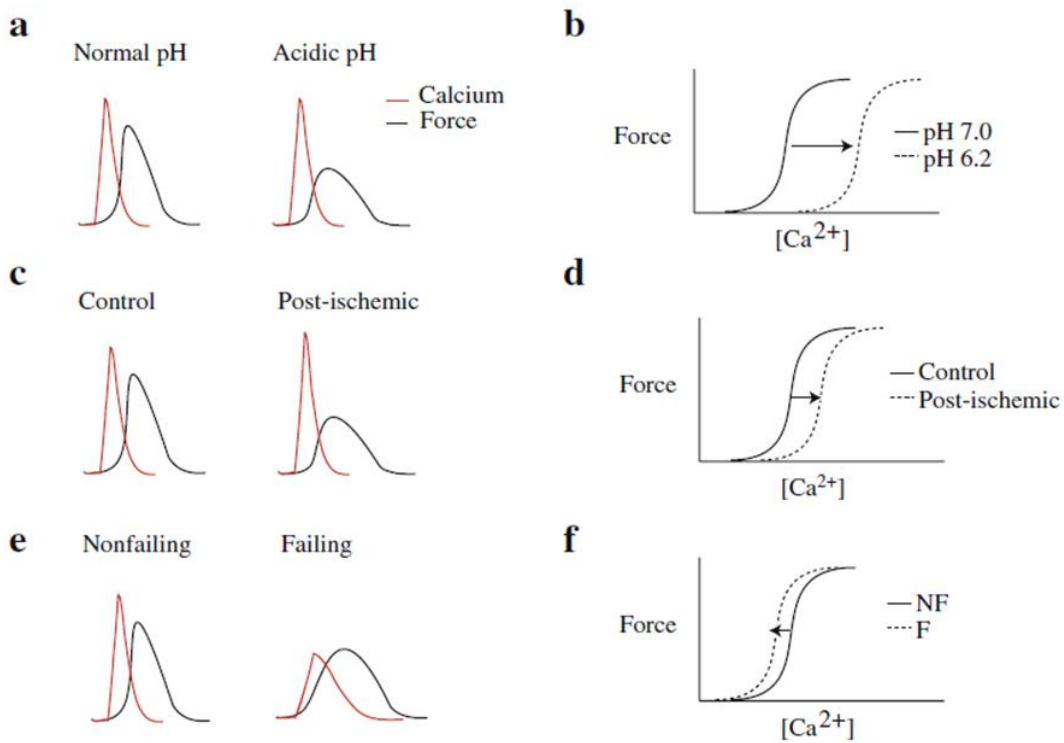 a
Normal pH
Acidic pH
Calcium
Force
b
Force
pH 7.0
pH 6.2
[Ca2+]
c
Control
Post-ischemic
d
Force
Control
Post-ischemic
[Ca2+]
e
Nonfailing
Failing
f
Force
NF
F
[Ca2+]